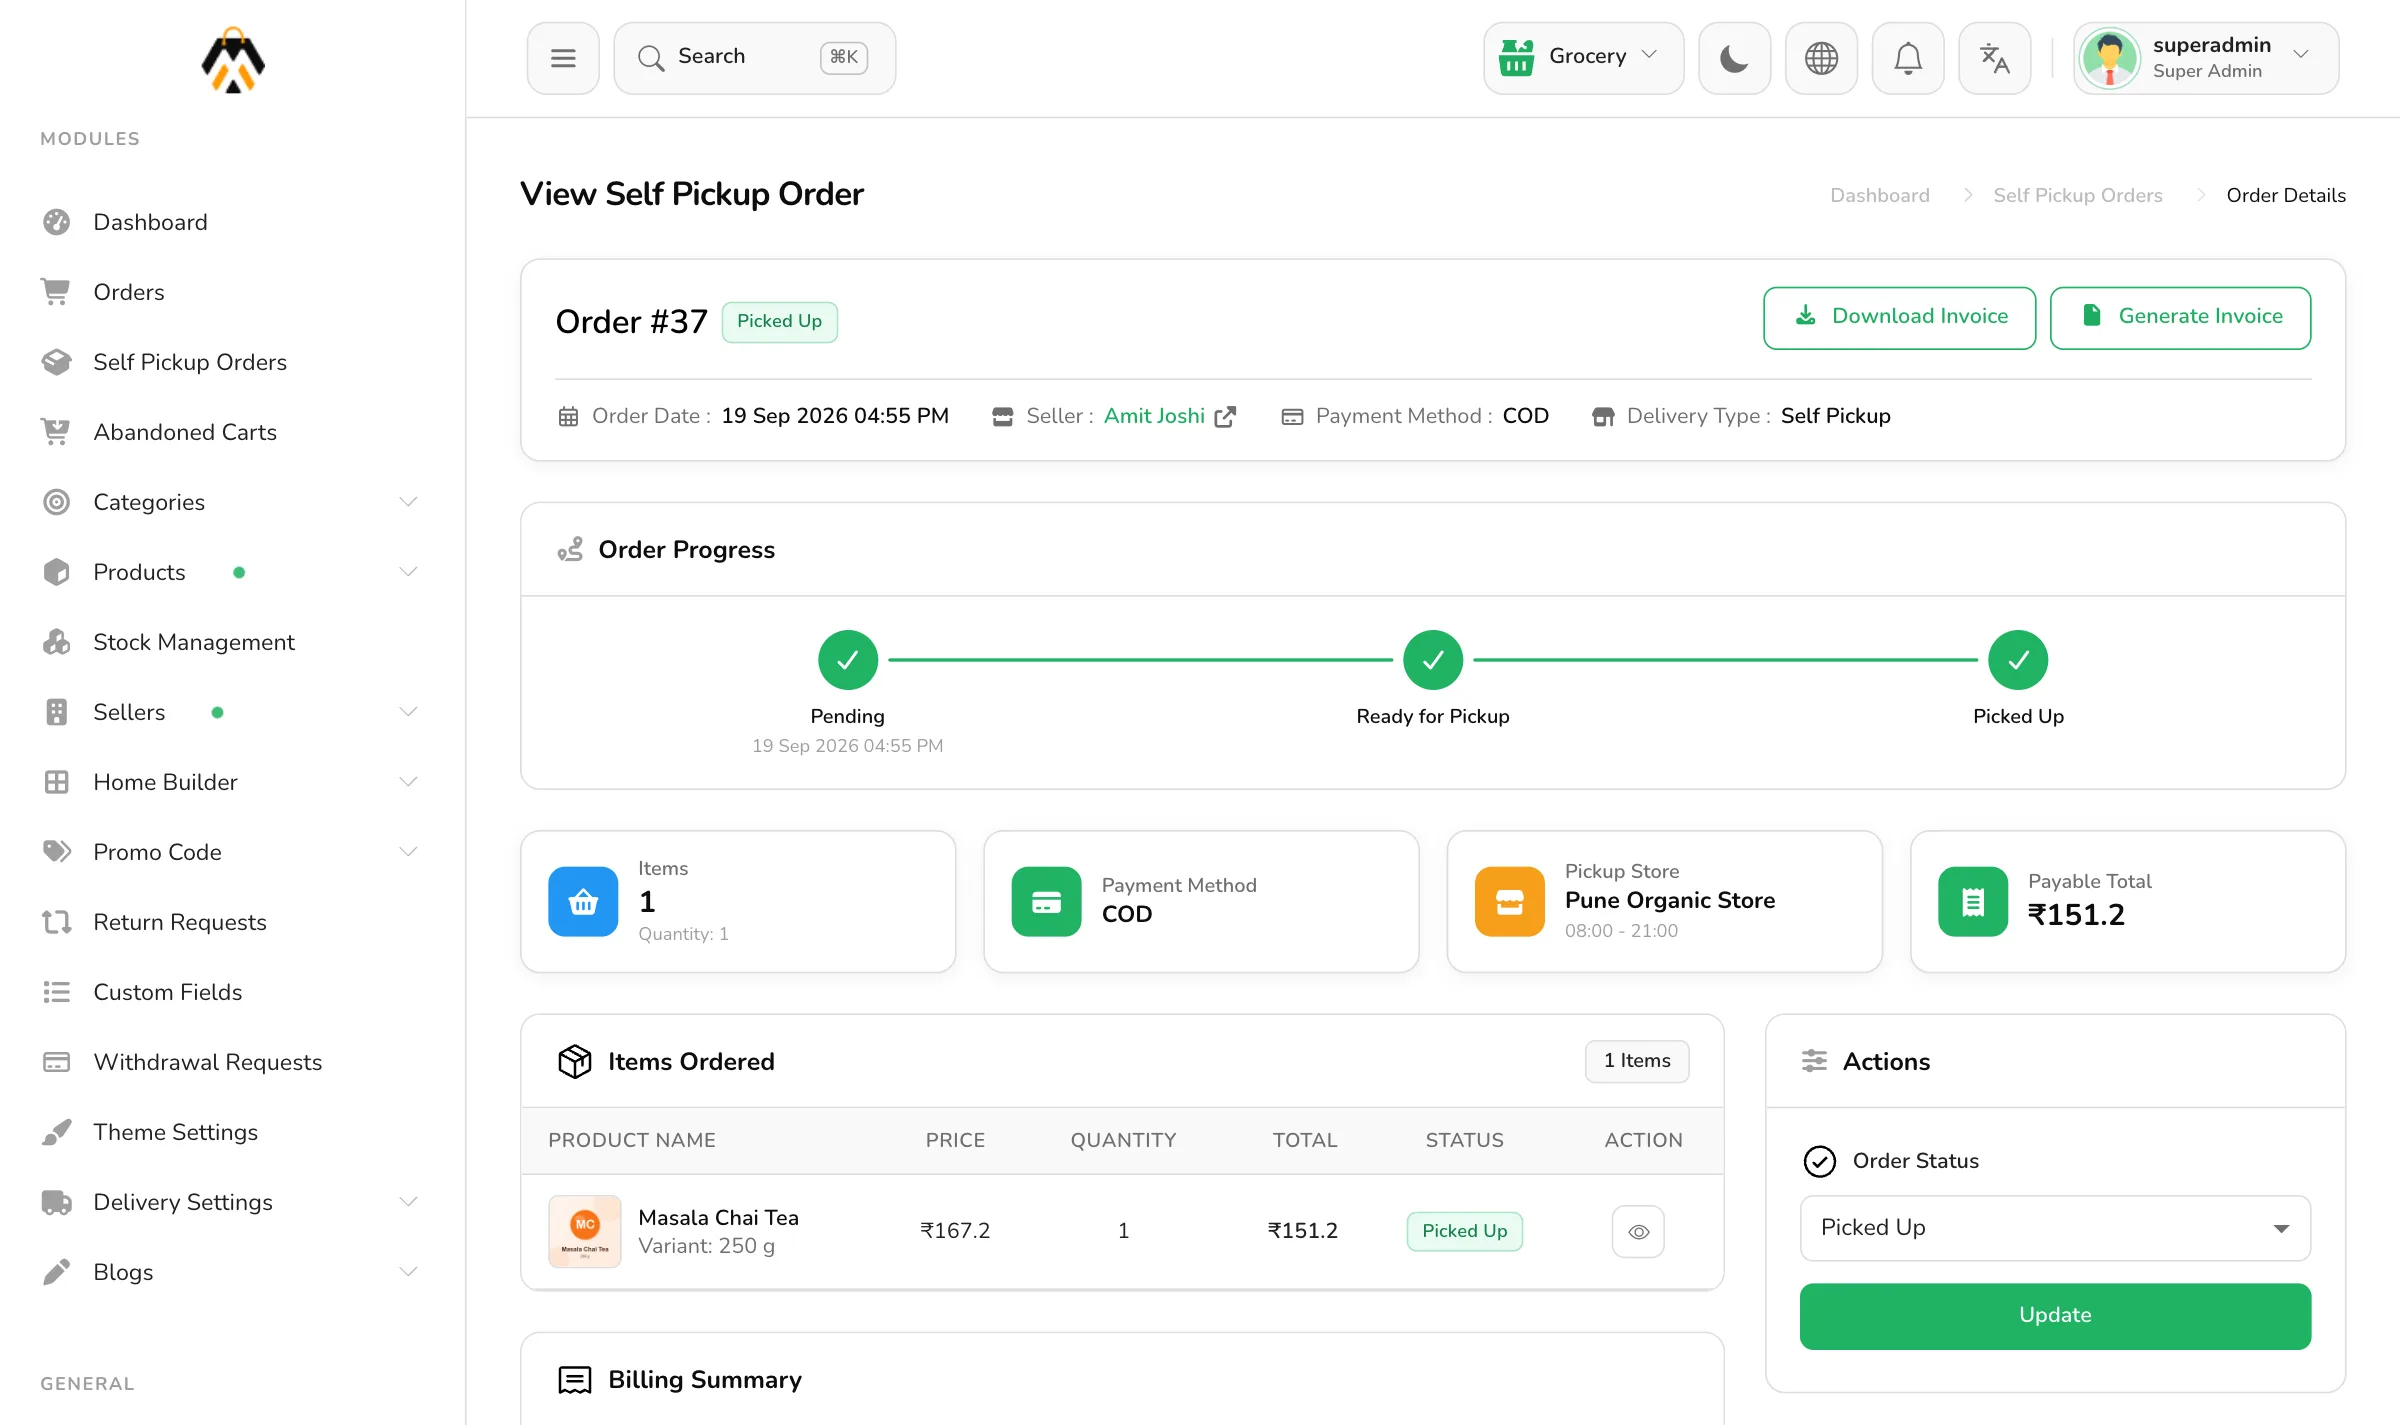 Search
⌘K
Grocery
superadmin
Super Admin
MODULES
Dashboard
Orders
Self Pickup Orders
Abandoned Carts
Categories
Products
Stock Management
Sellers
Home Builder
Promo Code
Return Requests
Custom Fields
Withdrawal Requests
Theme Settings
Delivery Settings
Blogs
GENERAL
View Self Pickup Order
Dashboard
Self Pickup Orders
Order Details
Order #37
Picked Up
Download Invoice
Generate Invoice
Order Date : 19 Sep 2026 04:55 PM
Seller : Amit Joshi
Payment Method : COD
Delivery Type : Self Pickup
Order Progress
Pending
19 Sep 2026 04:55 PM
Ready for Pickup
Picked Up
Items
1
Quantity: 1
Payment Method
COD
Pickup Store
Pune Organic Store
08:00 - 21:00
Payable Total
₹151.2
Items Ordered
1 Items
PRODUCT NAME PRICE QUANTITY TOTAL STATUS ACTION
MC
Masala Chai Tea
Masala Chai Tea
Variant: 250 g
₹167.2
1
₹151.2
Picked Up
Actions
Order Status
Picked Up
Update
Billing Summary